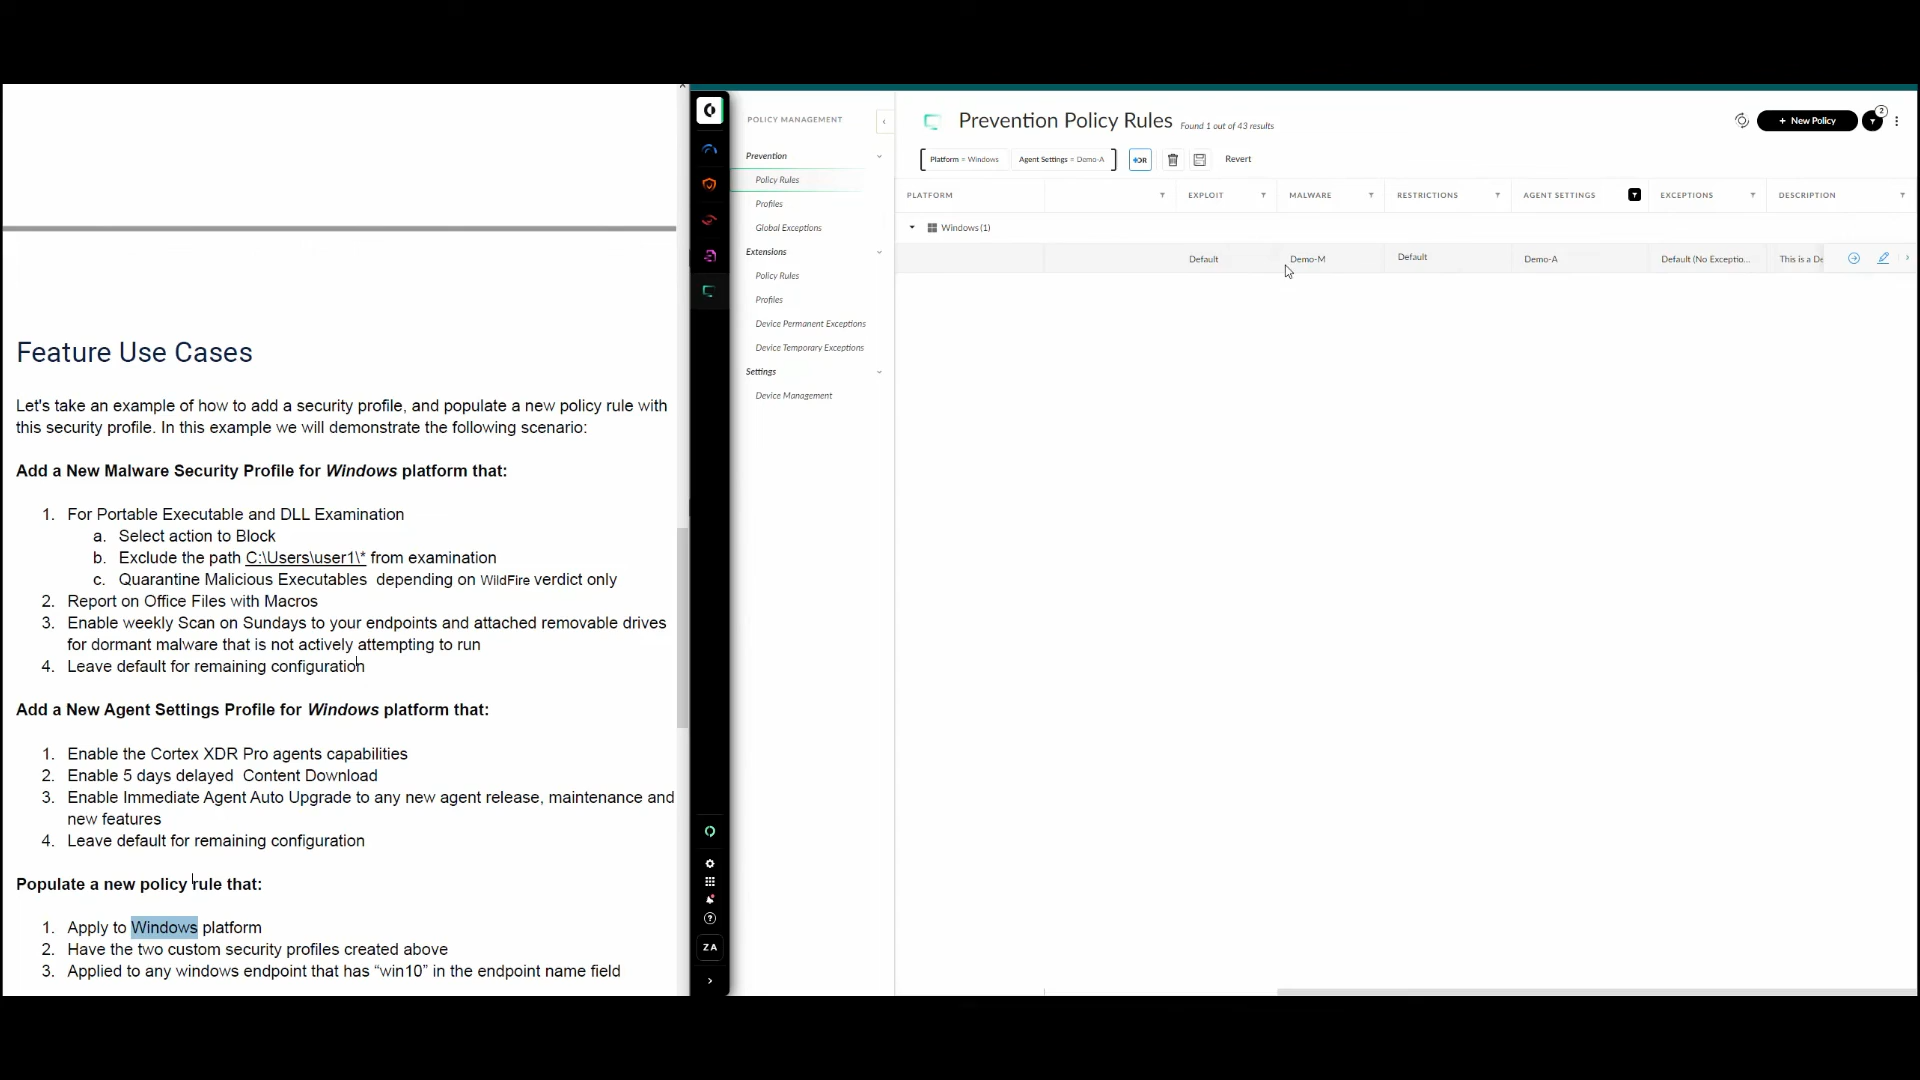 Feature Use Cases
Let's take an example of how to add a security profile, and populate a new policy rule with
this security profile. In this example we will demonstrate the following scenario:
Add a New Malware Security Profile for Windows platform that:
1. For Portable Executable and DLL Examination
a. Select action to Block
b. Exclude the path C:\Users\user1\* from examination
c. Quarantine Malicious Executables depending on WildFire verdict only
2. Report on Office Files with Macros
3. Enable weekly Scan on Sundays to your endpoints and attached removable drives
for dormant malware that is not actively attempting to run
4. Leave default for remaining configuration
Add a New Agent Settings Profile for Windows platform that:
1. Enable the Cortex XDR Pro agents capabilities
2. Enable 5 days delayed Content Download
3. Enable Immediate Agent Auto Upgrade to any new agent release, maintenance and
new features
4. Leave default for remaining configuration
Populate a new policy rule that:
1. Apply to Windows platform
2. Have the two custom security profiles created above
3. Applied to any windows endpoint that has “win10” in the endpoint name field
ZA
POLICY MANAGEMENT
Prevention
Policy Rules
Profiles
Global Exceptions
Extensions
Policy Rules
Profiles
Device Permanent Exceptions
Device Temporary Exceptions
Settings
Device Management
Prevention Policy Rules Found 1 out of 43 results
+ New Policy 2
Platform = Windows Agent Settings = Demo-A +OR Revert
PLATFORM EXPLOIT MALWARE RESTRICTIONS AGENT SETTINGS EXCEPTIONS DESCRIPTION
Windows (1)
Default Demo-M Default Demo-A Default (No Exceptio... This is a De